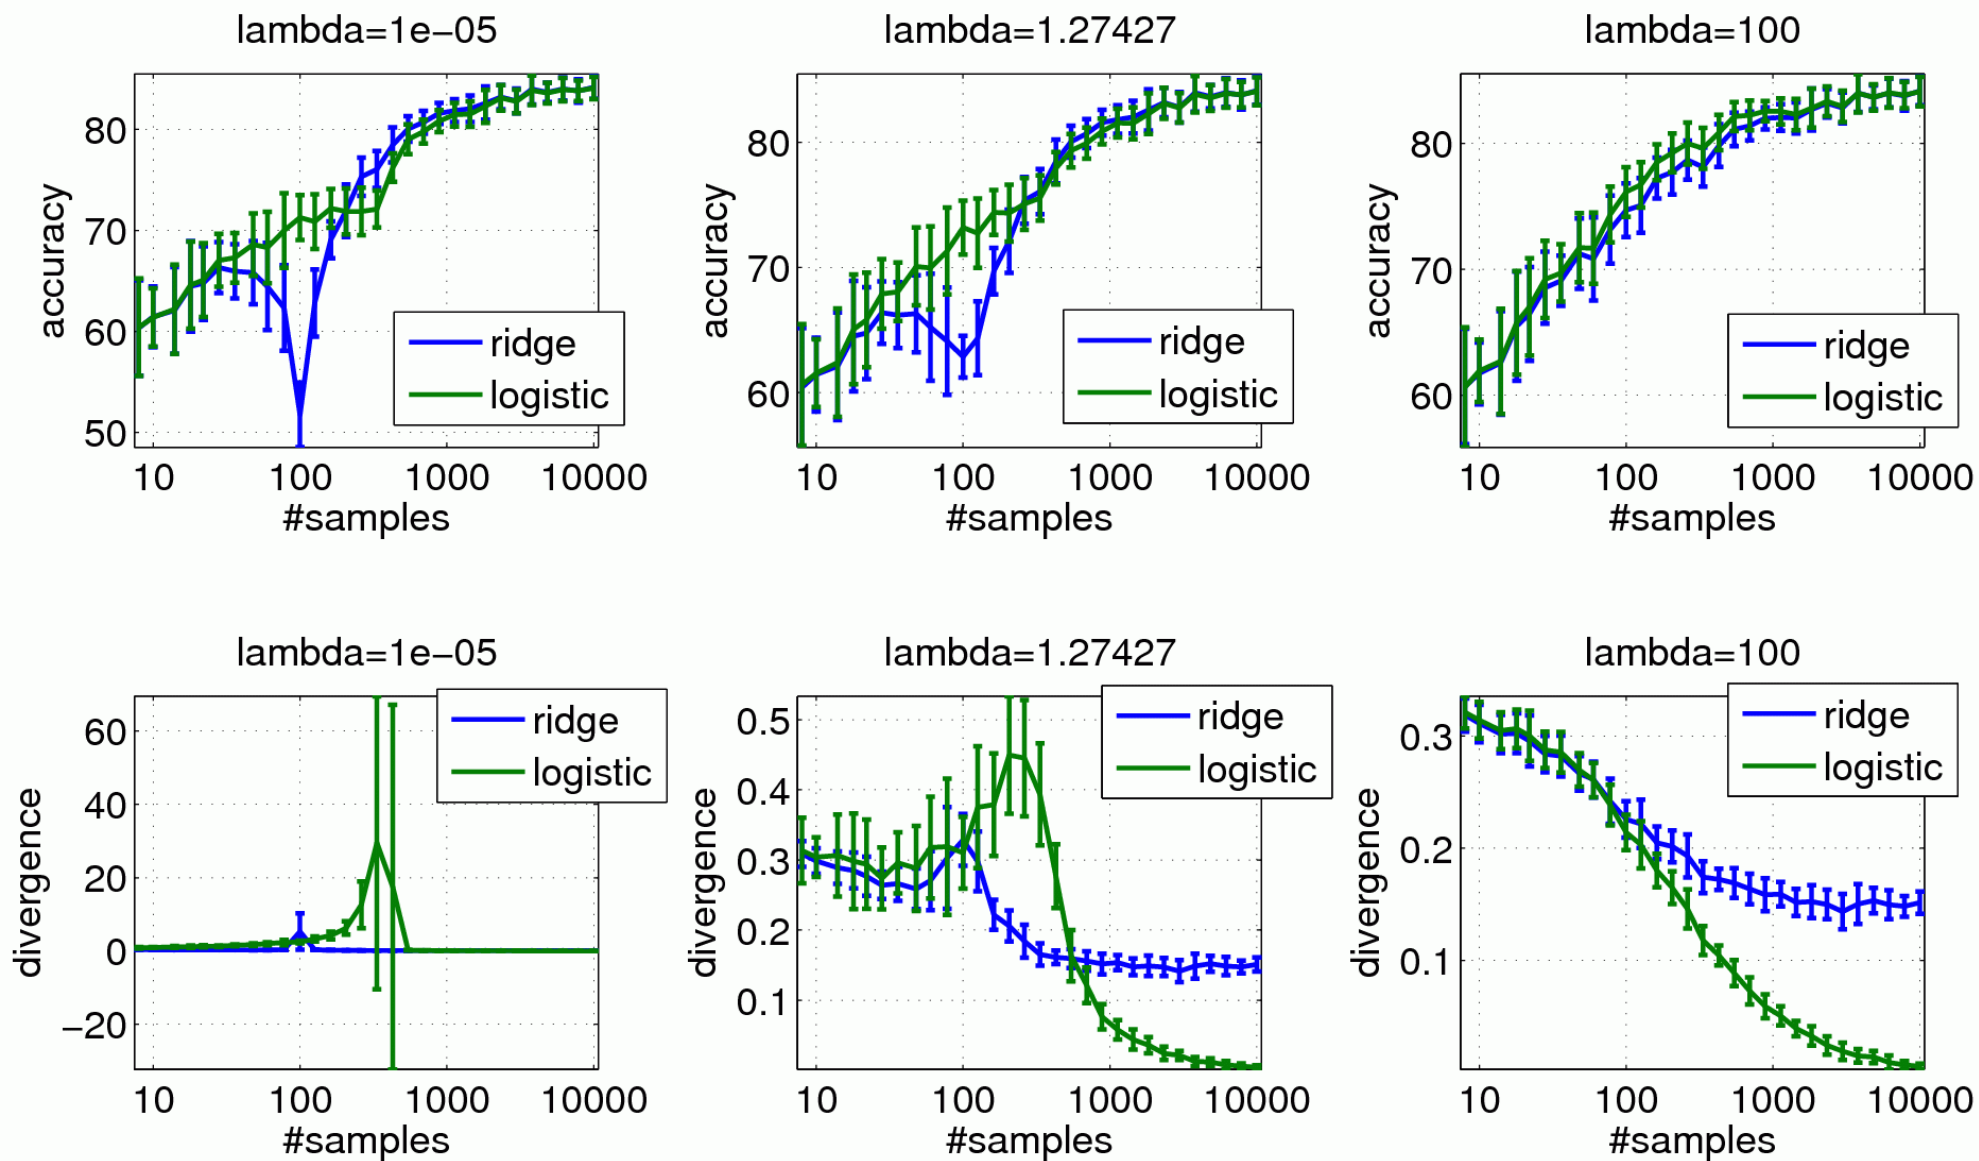 lambda=1e−05
80
70
60
50
accuracy
ridge
logistic
10 100 1000 10000
#samples
lambda=1.27427
80
70
60
accuracy
ridge
logistic
10 100 1000 10000
#samples
lambda=100
80
70
60
accuracy
ridge
logistic
10 100 1000 10000
#samples
lambda=1e−05
60
40
20
0
−20
divergence
ridge
logistic
10 100 1000 10000
#samples
lambda=1.27427
0.5
0.4
0.3
0.2
0.1
divergence
ridge
logistic
10 100 1000 10000
#samples
lambda=100
0.3
0.2
0.1
divergence
ridge
logistic
10 100 1000 10000
#samples